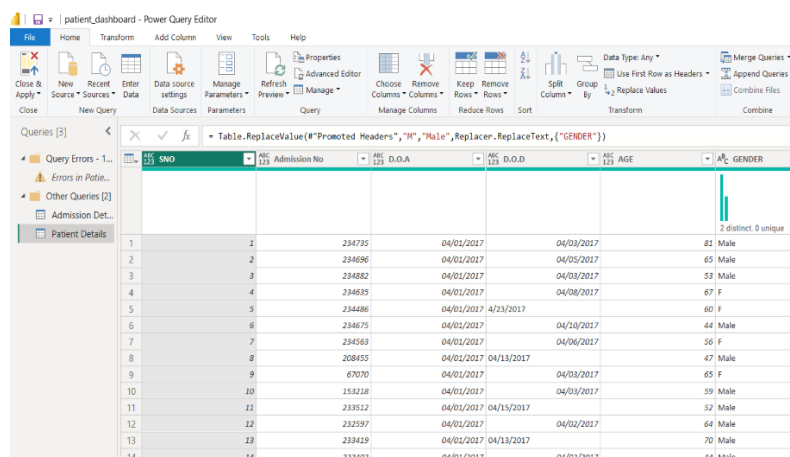 patient_dashboard - Power Query Editor
File Home Transform Add Column View Tools Help
Close & Apply
New Source
Recent Sources
Enter Data
Data source settings
Manage Parameters
Refresh Preview
Properties
Advanced Editor
Manage
Choose Columns
Remove Columns
Keep Rows
Remove Rows
Split Column
Group By
Data Type: Any
Use First Row as Headers
Replace Values
Merge Queries
Append Queries
Combine Files
Close New Query Data Sources Parameters Query Manage Columns Reduce Rows Sort Transform Combine
Queries [3]
fx = Table.ReplaceValue(#"Promoted Headers","M","Male",Replacer.ReplaceText,{"GENDER"})
Query Errors - 1...
Errors in Patie...
Other Queries [2]
Admission Det...
Patient Details
ABC 123 SNO ABC 123 Admission No ABC 123 D.O.A ABC 123 D.O.D ABC 123 AGE ABC GENDER
2 distinct, 0 unique
1 1 234735 04/01/2017 04/03/2017 81 Male
2 2 234696 04/01/2017 04/05/2017 65 Male
3 3 234882 04/01/2017 04/03/2017 53 Male
4 4 234635 04/01/2017 04/08/2017 67 F
5 5 234486 04/01/2017 4/23/2017 60 F
6 6 234675 04/01/2017 04/10/2017 44 Male
7 7 234563 04/01/2017 04/06/2017 56 F
8 8 208455 04/01/2017 04/13/2017 47 Male
9 9 67070 04/01/2017 04/03/2017 65 F
10 10 153218 04/01/2017 04/03/2017 59 Male
11 11 233512 04/01/2017 04/15/2017 52 Male
12 12 232597 04/01/2017 04/02/2017 64 Male
13 13 233419 04/01/2017 04/13/2017 70 Male